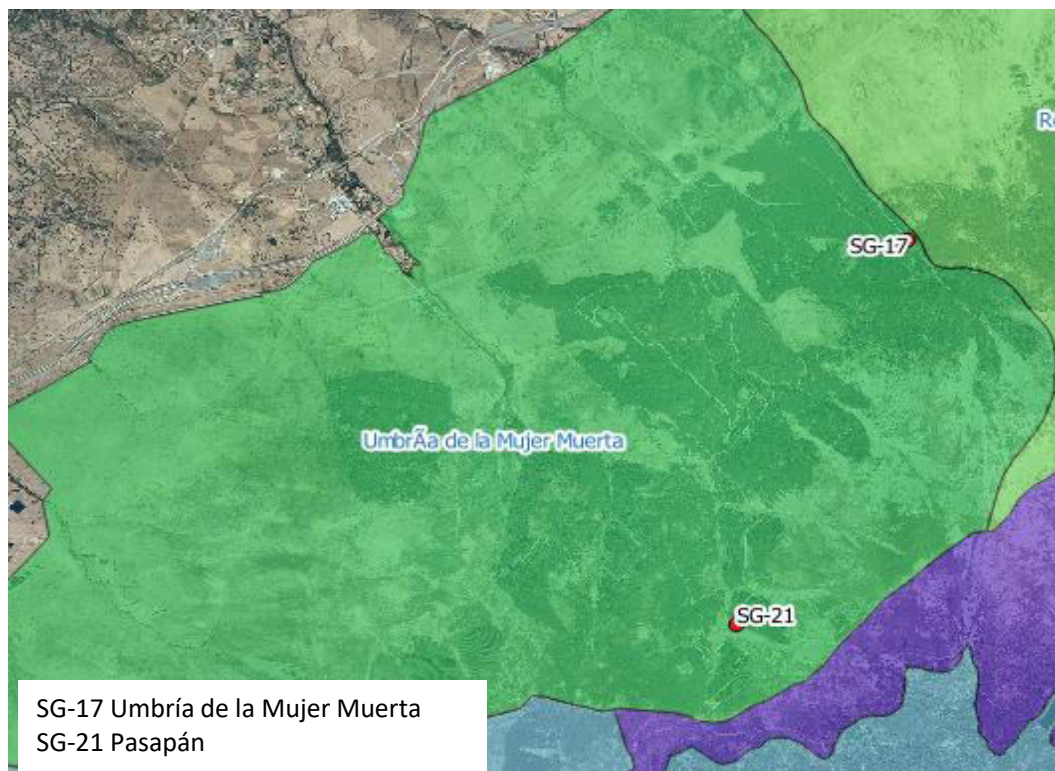 Re
SG-17
UmbrÃa de la Mujer Muerta
SG-21
SG-17 Umbría de la Mujer Muerta
SG-21 Pasapán